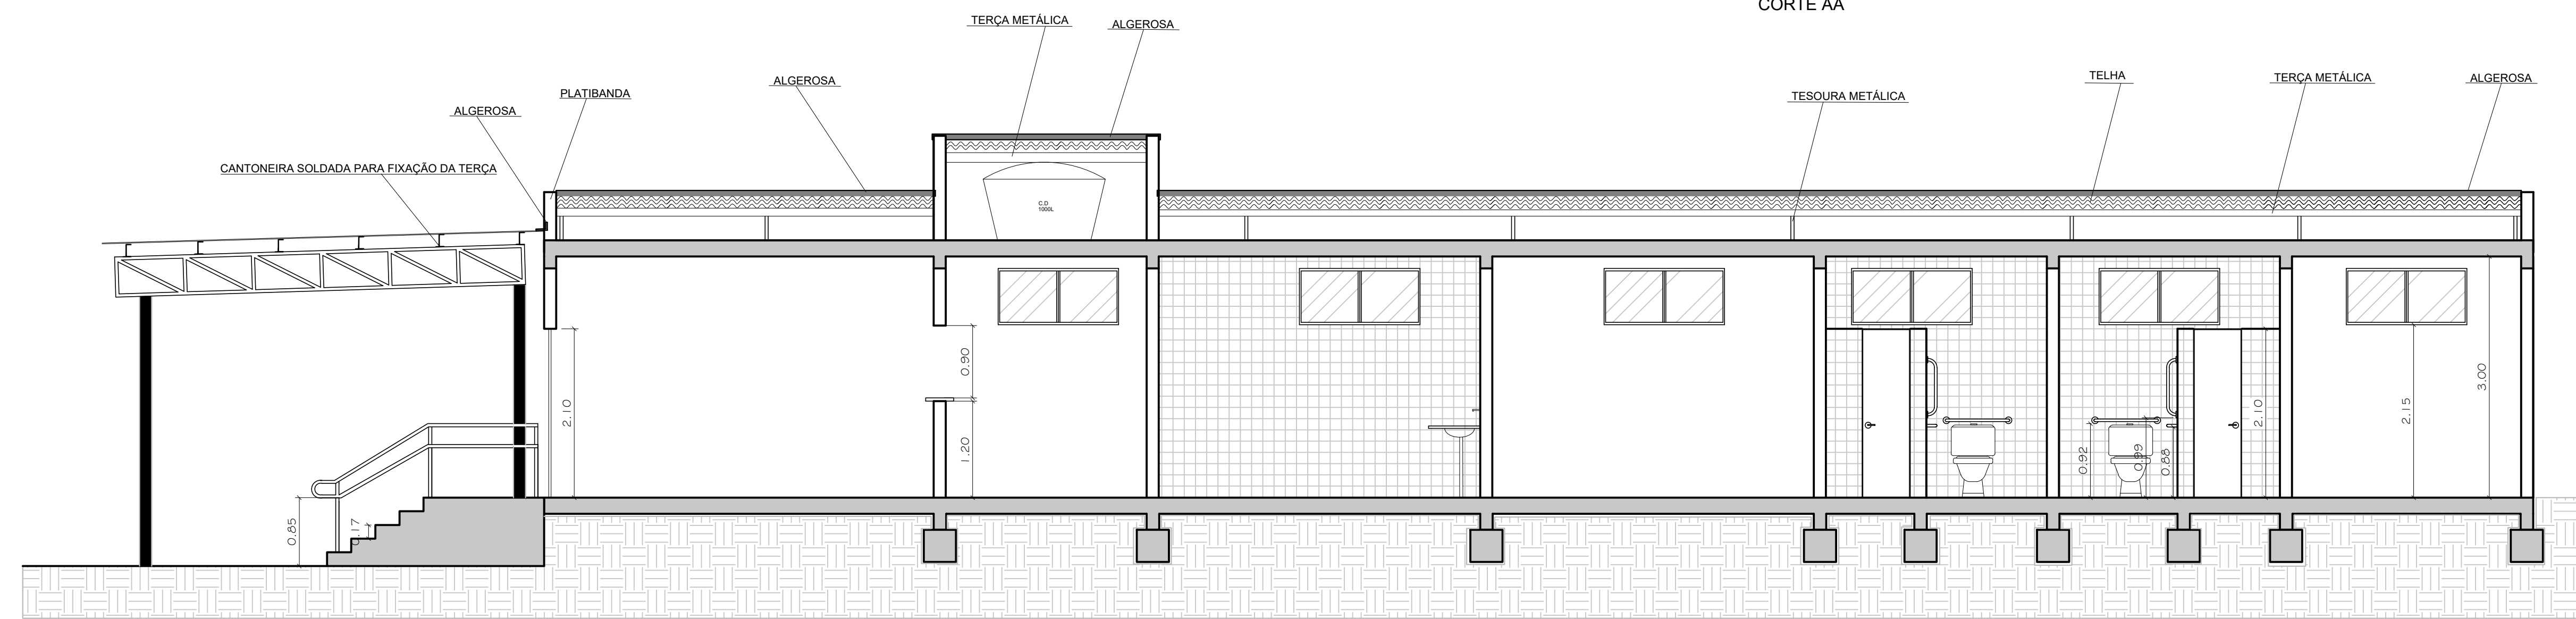 CORTE AA
TERÇA METÁLICA
ALGEROSA
TELHA
TERÇA METÁLICA
ALGEROSA
ALGEROSA
PLATIBANDA
TESOURA METÁLICA
ALGEROSA
CANTONEIRA SOLDADA PARA FIXAÇÃO DA TERÇA
C.D
1000L
2.10
0.90
1.20
0.85
0.17
0.92
0.99
0.88
2.10
2.15
3.00